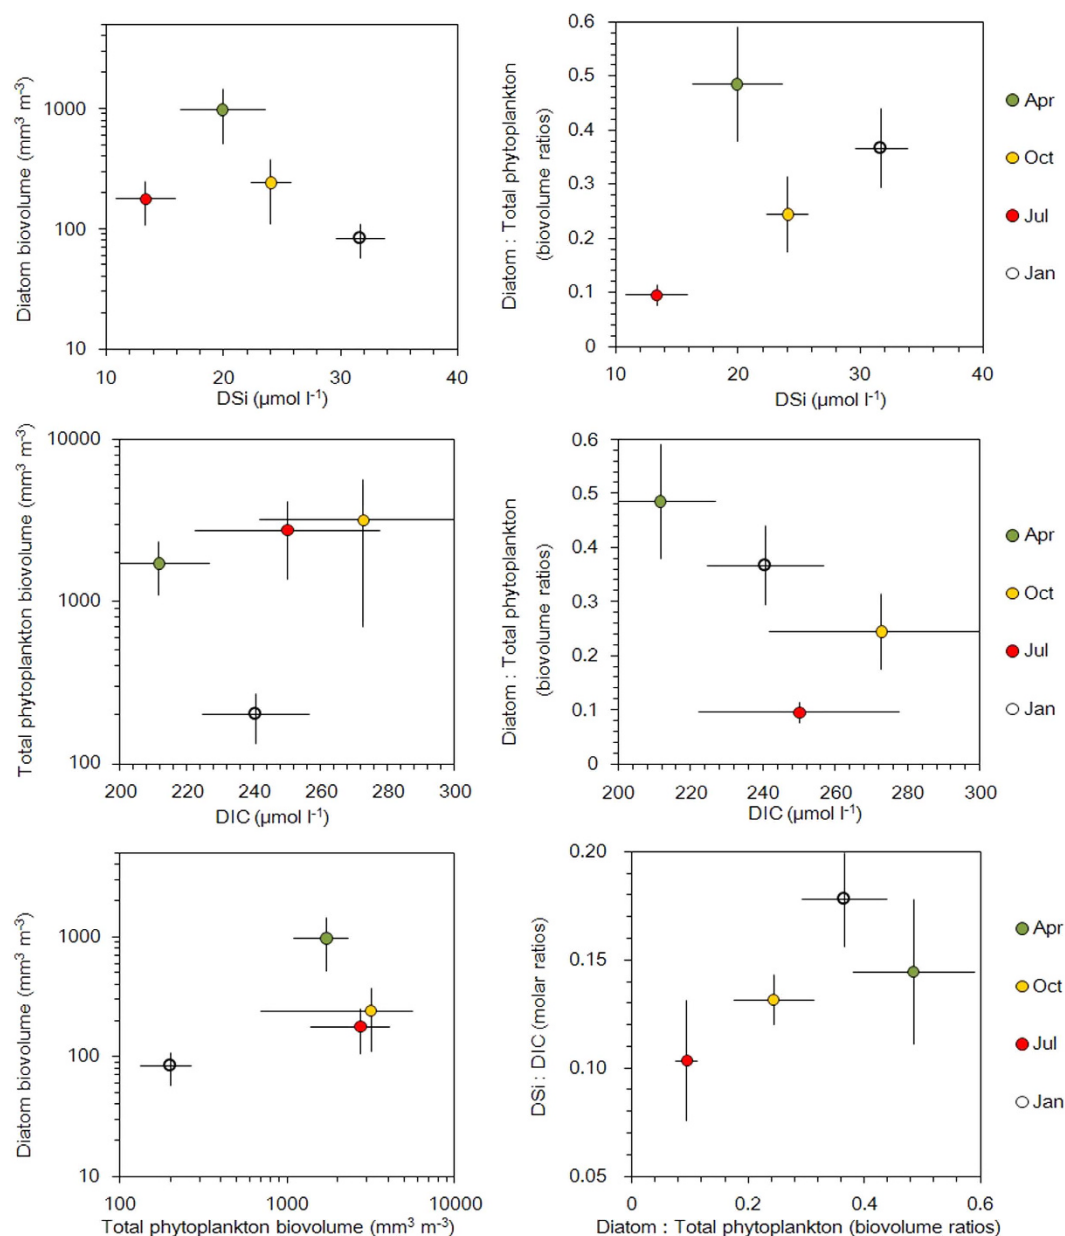 Diatom biovolume (mm³ m⁻³)
1000
100
10
10
20
30
40
DSi (µmol l⁻¹)
Diatom : Total phytoplankton
(biovolume ratios)
0.6
0.5
0.4
0.3
0.2
0.1
0
10
20
30
40
DSi (µmol l⁻¹)
Apr
Oct
Jul
Jan
Total phytoplankton biovolume (mm³ m⁻³)
10000
1000
100
200
220
240
260
280
300
DIC (µmol l⁻¹)
Diatom : Total phytoplankton
(biovolume ratios)
0.6
0.5
0.4
0.3
0.2
0.1
0
200
220
240
260
280
300
DIC (µmol l⁻¹)
Apr
Oct
Jul
Jan
Diatom biovolume (mm³ m⁻³)
1000
100
10
100
1000
10000
Total phytoplankton biovolume (mm³ m⁻³)
DSi : DIC (molar ratios)
0.20
0.15
0.10
0.05
0
0.2
0.4
0.6
Diatom : Total phytoplankton (biovolume ratios)
Apr
Oct
Jul
Jan